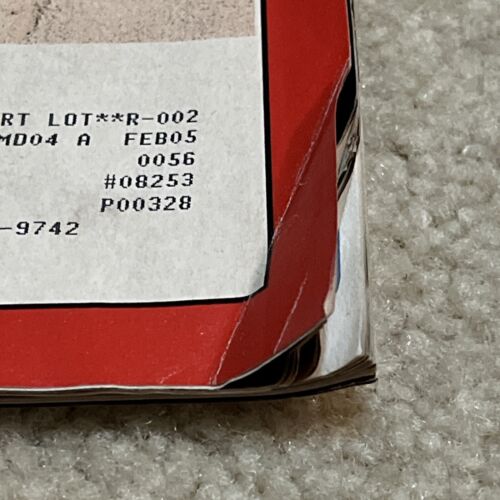 RT LOT**R-002
MD04 A FEB05
0056
#08253
P00328
-9742